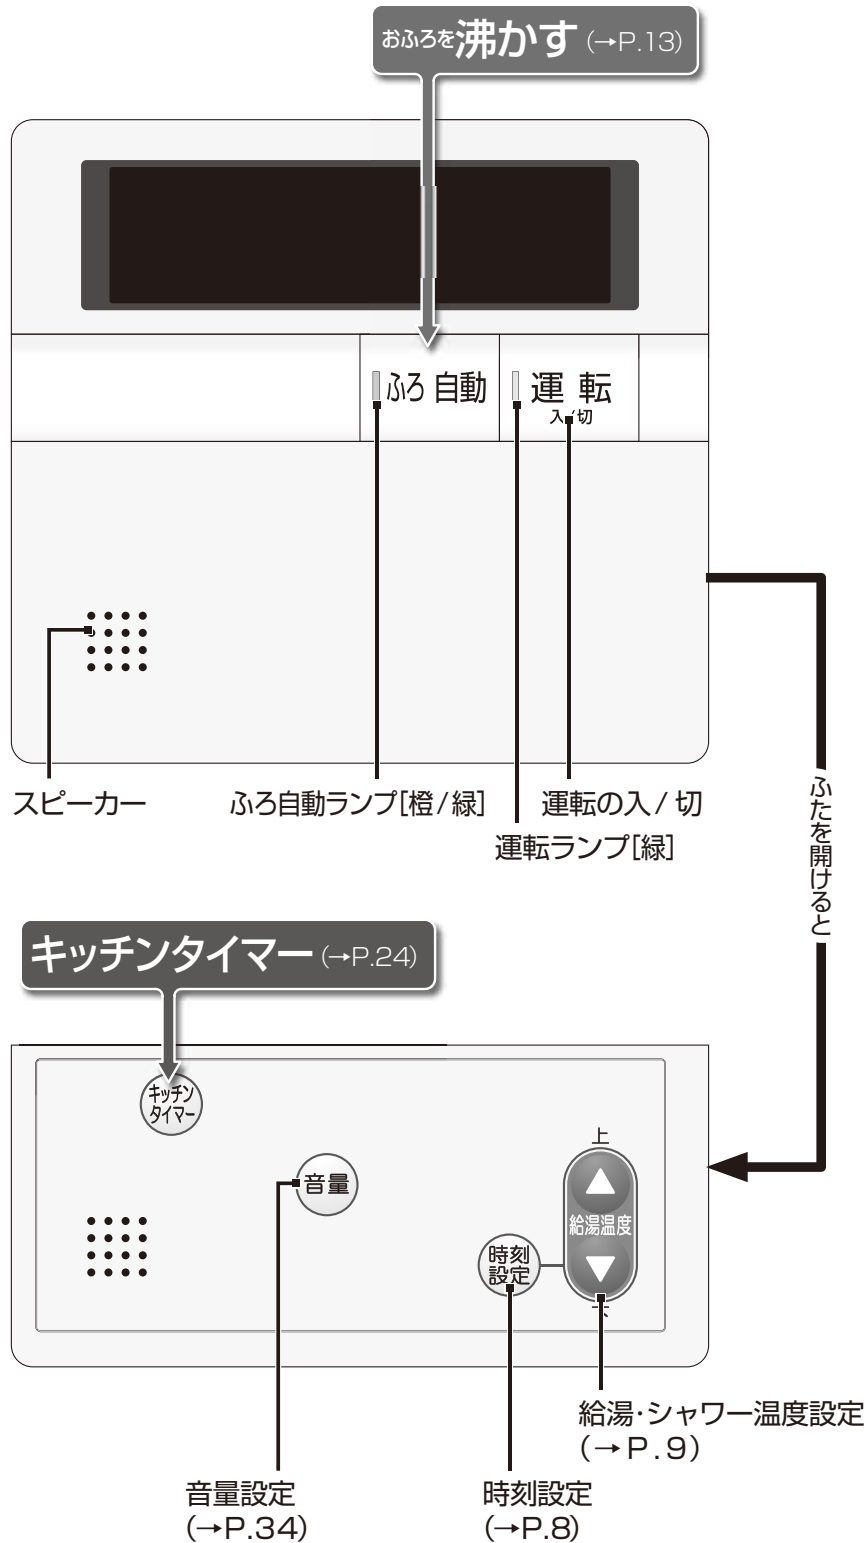 おふろを沸かす(→P.13)
ふろ 自動
運 転
入/切
スピーカー
ふろ自動ランプ[橙/緑]
運転の入/切
運転ランプ[緑]
ふたを開けると
キッチンタイマー(→P.24)
キッチン
タイマー
音量
上
給湯温度
時刻
設定
下
給湯・シャワー温度設定
(→P.9)
音量設定
(→P.34)
時刻設定
(→P.8)